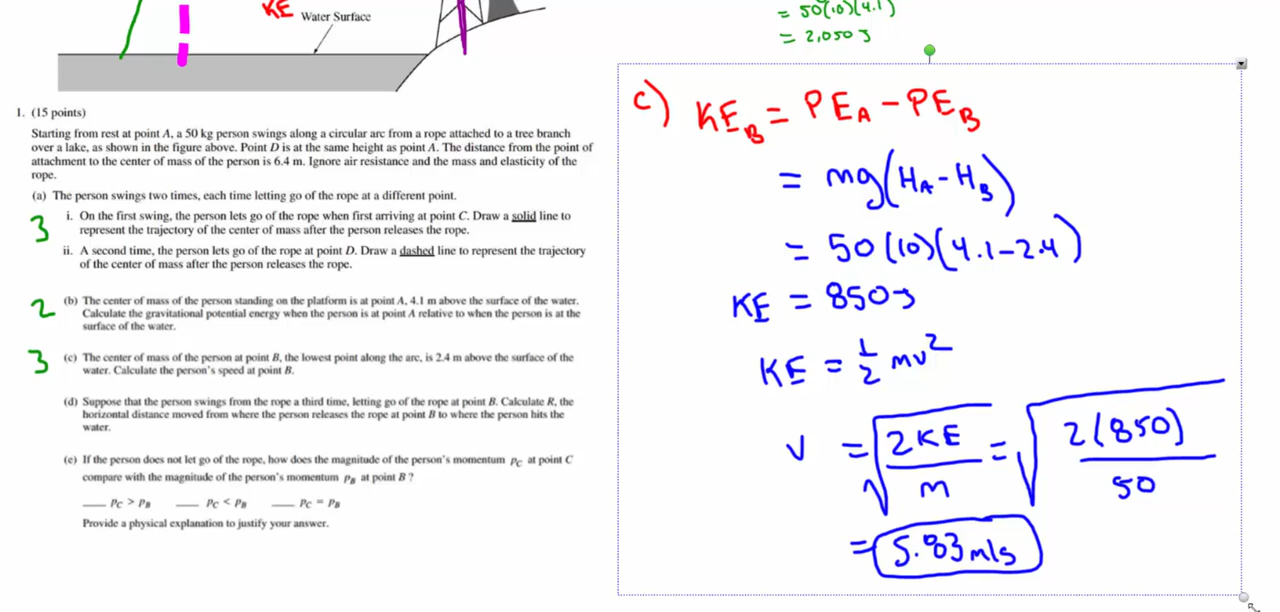 KE
Water Surface
= 50(10)(4.1)
= 2,050 J
1. (15 points)
Starting from rest at point A, a 50 kg person swings along a circular arc from a rope attached to a tree branch
over a lake, as shown in the figure above. Point D is at the same height as point A. The distance from the point of
attachment to the center of mass of the person is 6.4 m. Ignore air resistance and the mass and elasticity of the
rope.
(a) The person swings two times, each time letting go of the rope at a different point.
3
i. On the first swing, the person lets go of the rope when first arriving at point C. Draw a solid line to
represent the trajectory of the center of mass after the person releases the rope.
ii. A second time, the person lets go of the rope at point D. Draw a dashed line to represent the trajectory
of the center of mass after the person releases the rope.
2
(b) The center of mass of the person standing on the platform is at point A, 4.1 m above the surface of the water.
Calculate the gravitational potential energy when the person is at point A relative to when the person is at the
surface of the water.
3
(c) The center of mass of the person at point B, the lowest point along the arc, is 2.4 m above the surface of the
water. Calculate the person's speed at point B.
(d) Suppose that the person swings from the rope a third time, letting go of the rope at point B. Calculate R, the
horizontal distance moved from where the person releases the rope at point B to where the person hits the
water.
(e) If the person does not let go of the rope, how does the magnitude of the person's momentum pC at point C
compare with the magnitude of the person's momentum pB at point B?
___ pC > pB ___ pC < pB ___ pC = pB
Provide a physical explanation to justify your answer.
c) KEB = PEA - PEB
= mg(HA - HB)
= 50(10)(4.1-2.4)
KE = 850J
KE = 1/2 mv²
v = √(2KE/m) = √(2(850)/50)
= 5.83 m/s